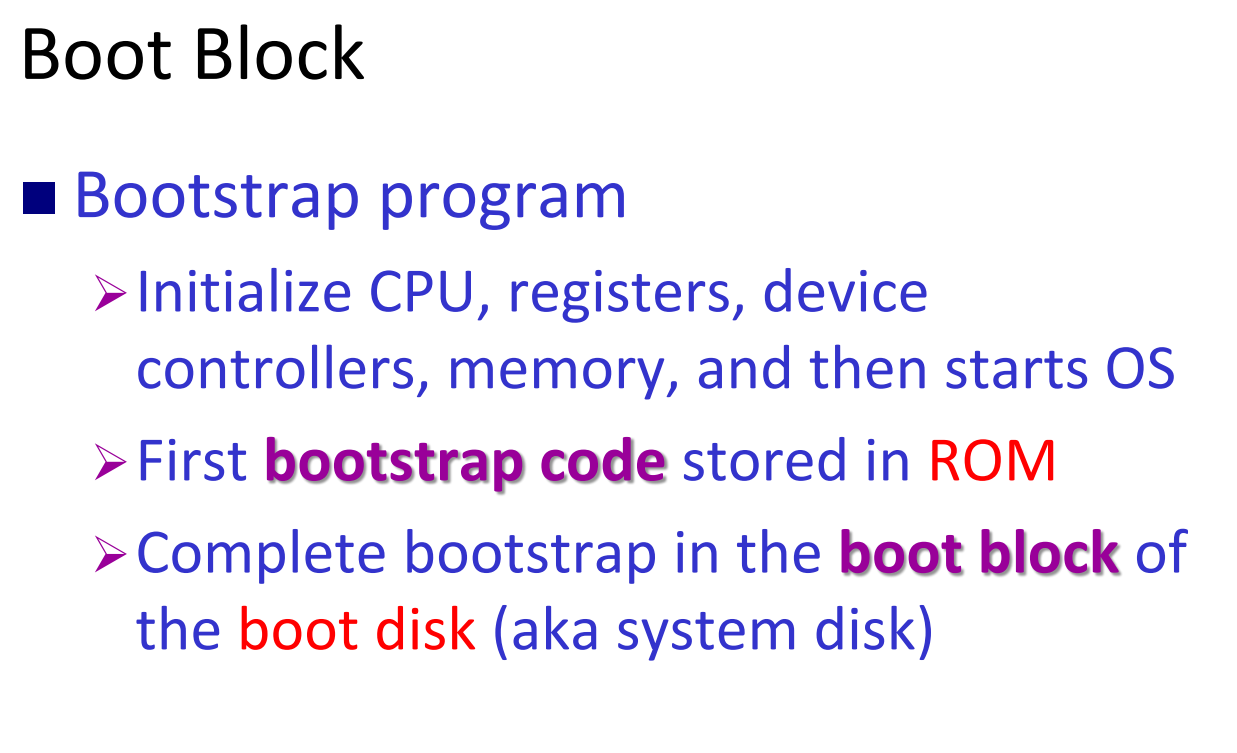 Boot Block
Bootstrap program
Initialize CPU, registers, device
controllers, memory, and then starts OS
First bootstrap code stored in ROM
Complete bootstrap in the boot block of
the boot disk (aka system disk)